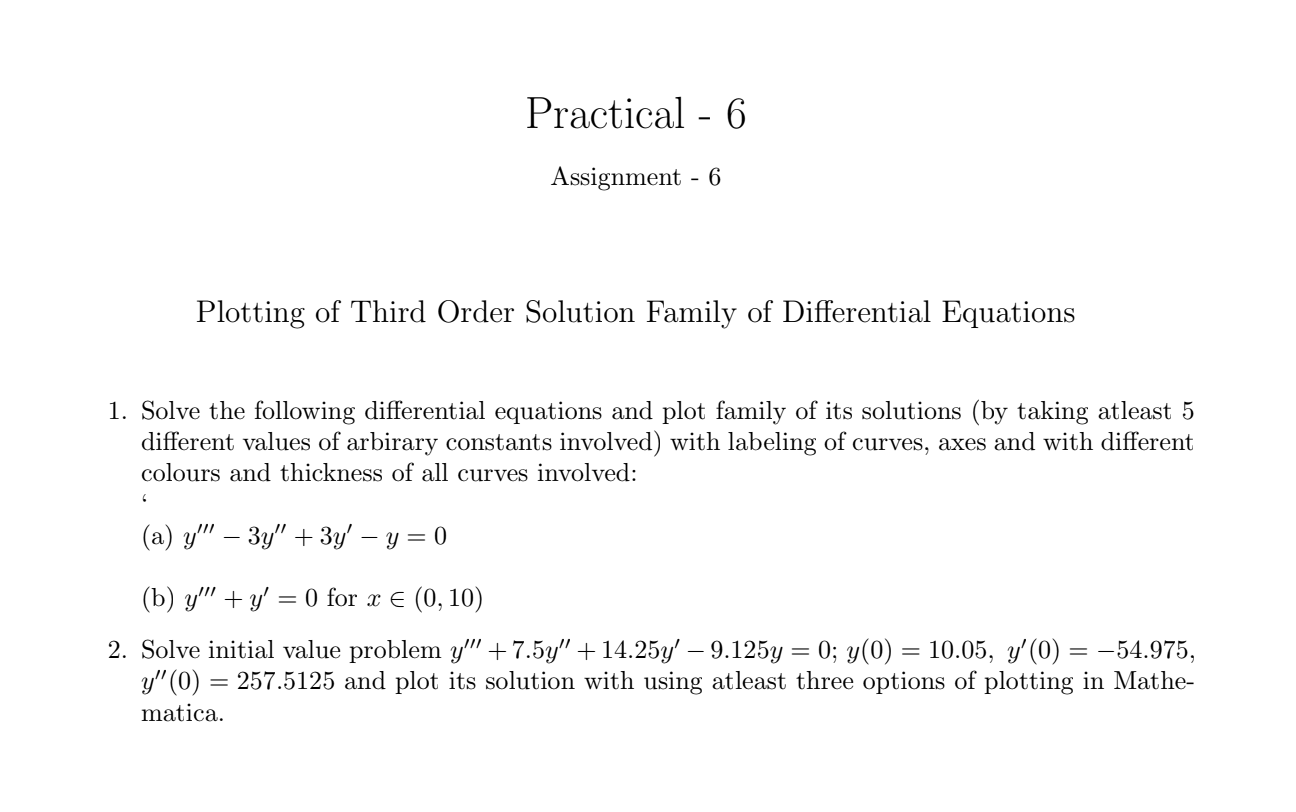 Practical - 6
Assignment - 6
Plotting of Third Order Solution Family of Differential Equations
1. Solve the following differential equations and plot family of its solutions (by taking atleast 5
different values of arbirary constants involved) with labeling of curves, axes and with different
colours and thickness of all curves involved:
‘
(a) y′′′ − 3y′′ + 3y′ − y = 0
(b) y′′′ + y′ = 0 for x ∈ (0, 10)
2. Solve initial value problem y′′′ + 7.5y′′ + 14.25y′ − 9.125y = 0; y(0) = 10.05, y′(0) = −54.975,
y′′(0) = 257.5125 and plot its solution with using atleast three options of plotting in Mathe-
matica.